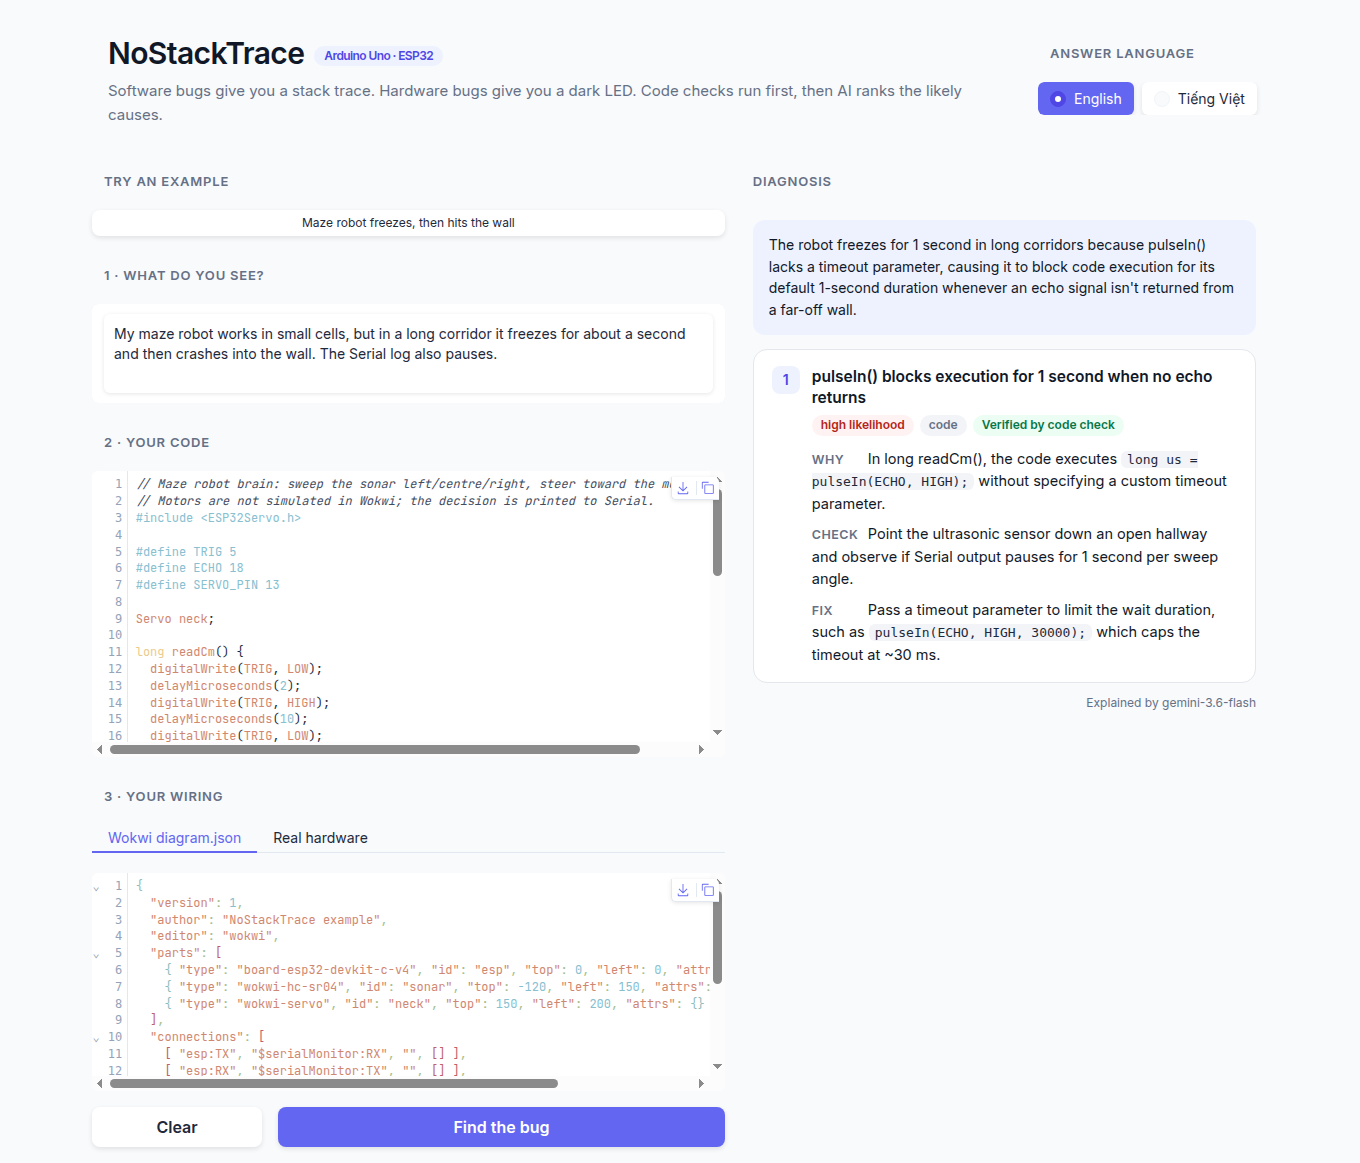 NoStackTrace Arduino Uno · ESP32
Software bugs give you a stack trace. Hardware bugs give you a dark LED. Code checks run first, then AI ranks the likely
causes.
ANSWER LANGUAGE
English
Tiếng Việt
TRY AN EXAMPLE
Maze robot freezes, then hits the wall
1 · WHAT DO YOU SEE?
My maze robot works in small cells, but in a long corridor it freezes for about a second
and then crashes into the wall. The Serial log also pauses.
2 · YOUR CODE
1 // Maze robot brain: sweep the sonar left/centre/right, steer toward the m
2 // Motors are not simulated in Wokwi; the decision is printed to Serial.
3 #include <ESP32Servo.h>
4
5 #define TRIG 5
6 #define ECHO 18
7 #define SERVO_PIN 13
8
9 Servo neck;
10
11 long readCm() {
12 digitalWrite(TRIG, LOW);
13 delayMicroseconds(2);
14 digitalWrite(TRIG, HIGH);
15 delayMicroseconds(10);
16 digitalWrite(TRIG, LOW);
3 · YOUR WIRING
Wokwi diagram.json
Real hardware
1 {
2 "version": 1,
3 "author": "NoStackTrace example",
4 "editor": "wokwi",
5 "parts": [
6 { "type": "board-esp32-devkit-c-v4", "id": "esp", "top": 0, "left": 0, "attr
7 { "type": "wokwi-hc-sr04", "id": "sonar", "top": -120, "left": 150, "attrs":
8 { "type": "wokwi-servo", "id": "neck", "top": 150, "left": 200, "attrs": {}
9 ],
10 "connections": [
11 [ "esp:TX", "$serialMonitor:RX", "", [] ],
12 [ "esp:RX", "$serialMonitor:TX", "", [] ],
Clear
Find the bug
DIAGNOSIS
The robot freezes for 1 second in long corridors because pulseIn()
lacks a timeout parameter, causing it to block code execution for its
default 1-second duration whenever an echo signal isn't returned from
a far-off wall.
1 pulseIn() blocks execution for 1 second when no echo
returns
high likelihood code Verified by code check
WHY In long readCm(), the code executes long us =
pulseIn(ECHO, HIGH); without specifying a custom timeout
parameter.
CHECK Point the ultrasonic sensor down an open hallway
and observe if Serial output pauses for 1 second per sweep
angle.
FIX Pass a timeout parameter to limit the wait duration,
such as pulseIn(ECHO, HIGH, 30000); which caps the
timeout at ~30 ms.
Explained by gemini-3.6-flash